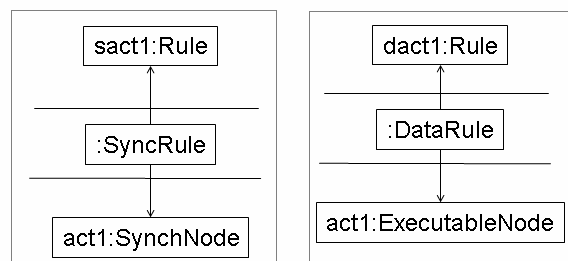 sact1:Rule
:SyncRule
act1:SynchNode
dact1:Rule
:DataRule
act1:ExecutableNode